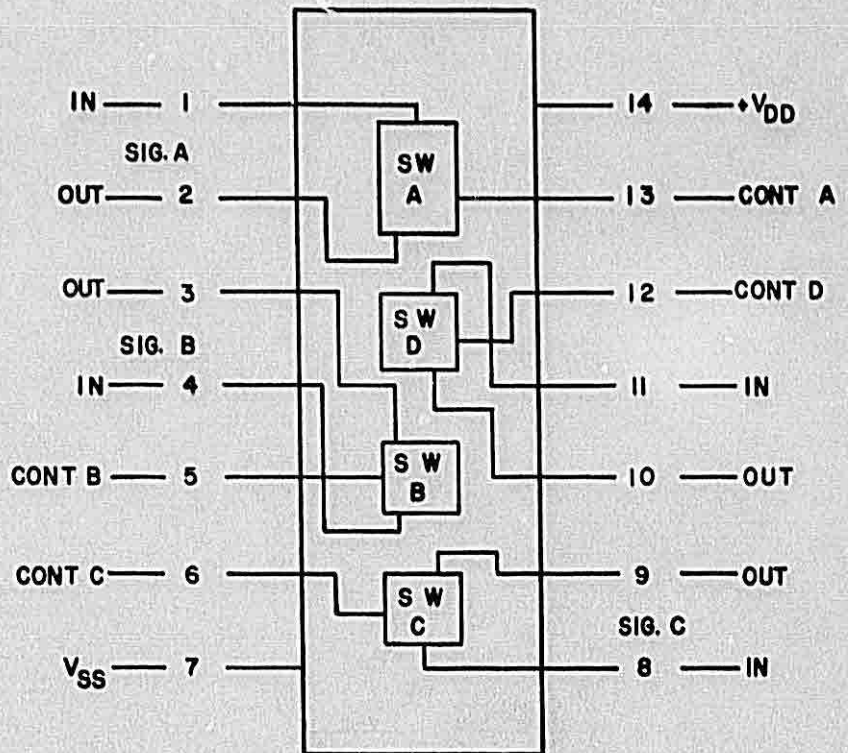 IN 1 14 +VDD
SIG. A
SW
A
OUT 2 13 CONT A
OUT 3 12 CONT D
SW
D
SIG. B
IN 4 11 IN
SW
B
CONT B 5 10 OUT
CONT C 6 9 OUT
SW
C
SIG. C
VSS 7 8 IN